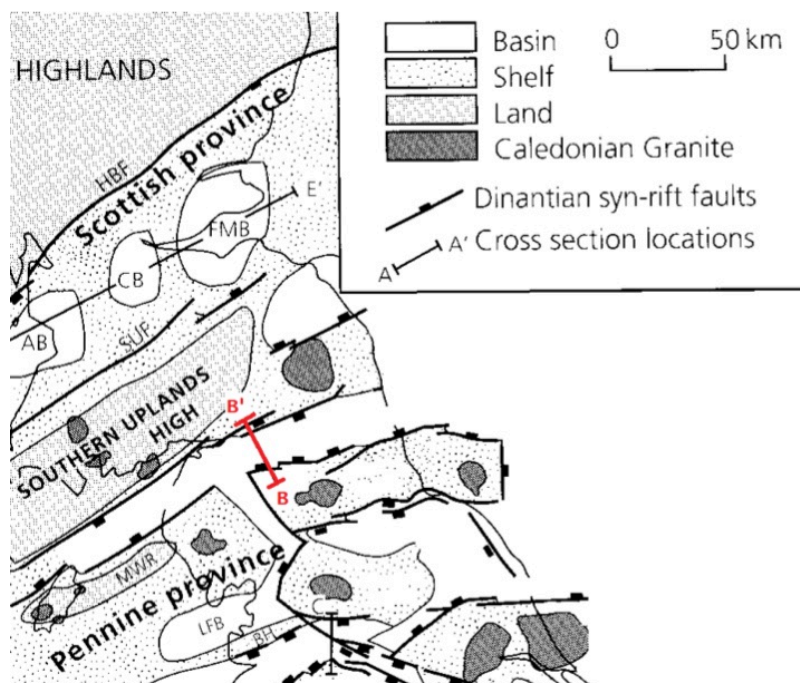 Basin
0 50 km
Shelf
Land
Caledonian Granite
Dinantian syn-rift faults
A A' Cross section locations
HIGHLANDS
HBF
Scottish province
E'
FMB
CB
AB
SUF
SOUTHERN UPLANDS
HIGH
B'
B
MWR
Pennine province
LFB
BH
C'